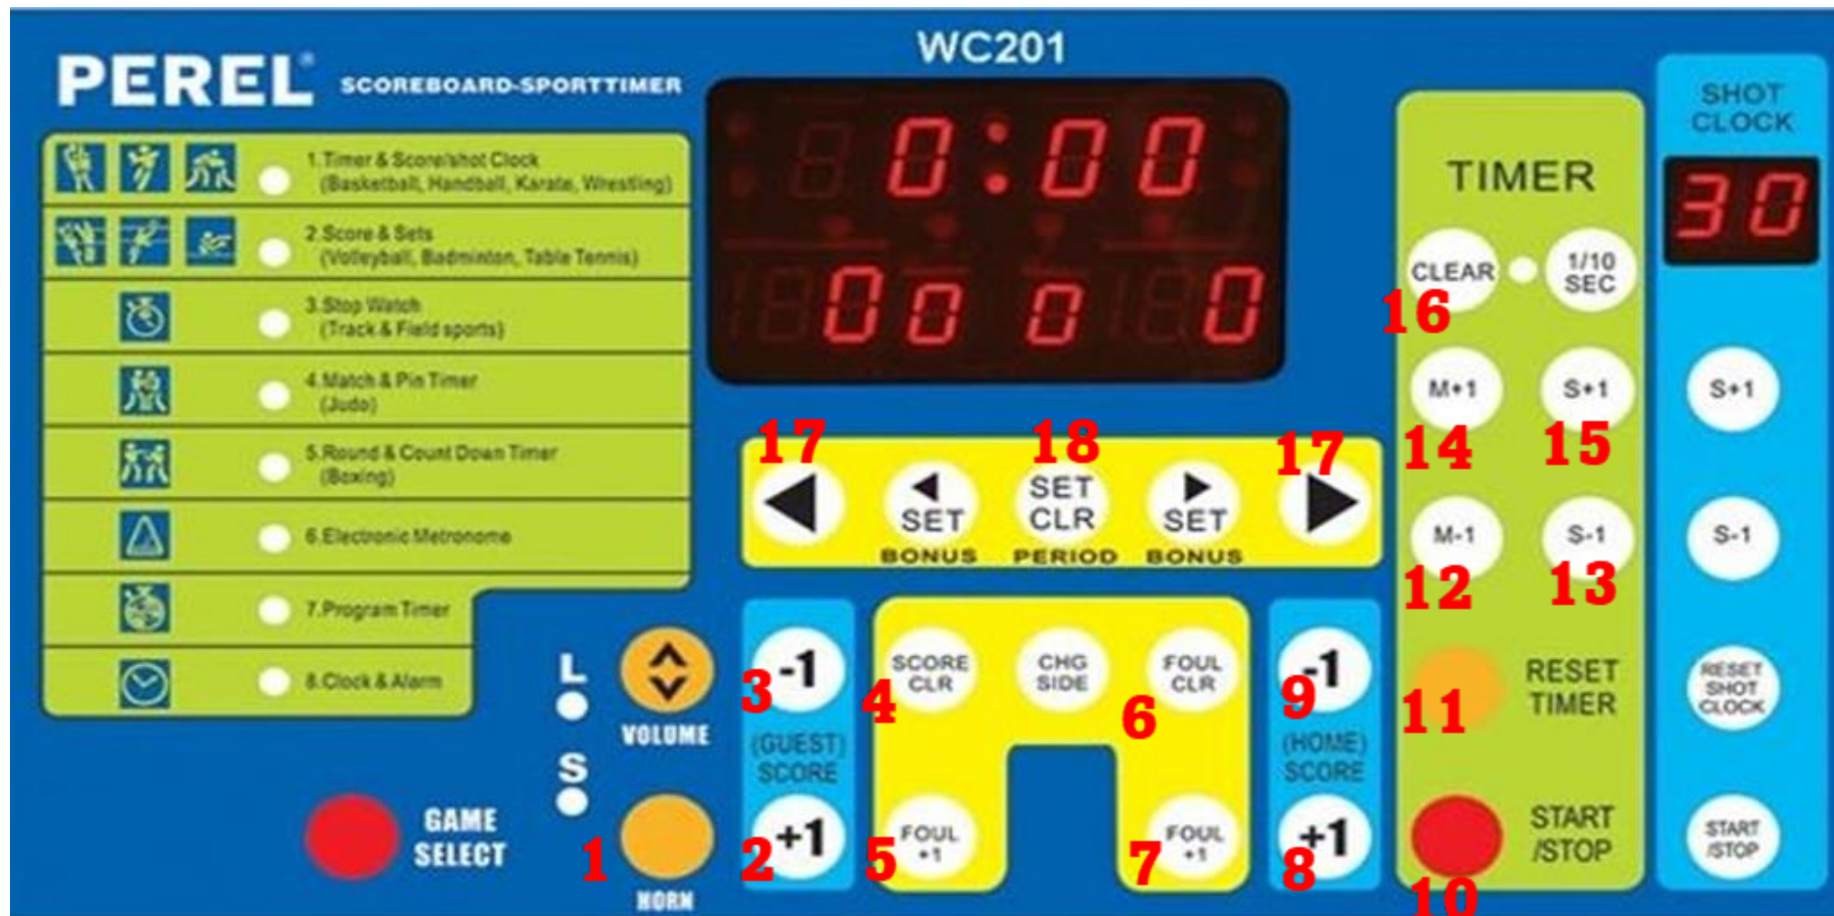 WC201
PEREL®
SCOREBOARD-SPORTTIMER
1.Timer & Score/shot Clock
(Basketball, Handball, Karate, Wrestling)
2.Score & Sets
(Volleyball, Badminton, Table Tennis)
3.Stop Watch
(Track & Field sports)
4.Match & Pin Timer
(Judo)
5.Round & Count Down Timer
(Boxing)
6.Electronic Metronome
7.Program Timer
8.Clock & Alarm
0:00
0 0 0 0
17
18
17
SET
SET
CLR
SET
BONUS
PERIOD
BONUS
L
S
VOLUME
GAME
SELECT
1
HORN
3
-1
(GUEST)
SCORE
2
+1
SCORE
CLR
4
CHG
SIDE
FOUL
CLR
6
FOUL
+1
5
FOUL
+1
7
-1
9
(HOME)
SCORE
+1
8
TIMER
CLEAR
1/10
SEC
16
M+1
S+1
14
15
M-1
S-1
12
13
RESET
TIMER
11
START
/STOP
10
SHOT
CLOCK
30
S+1
S-1
RESET
SHOT
CLOCK
START
/STOP